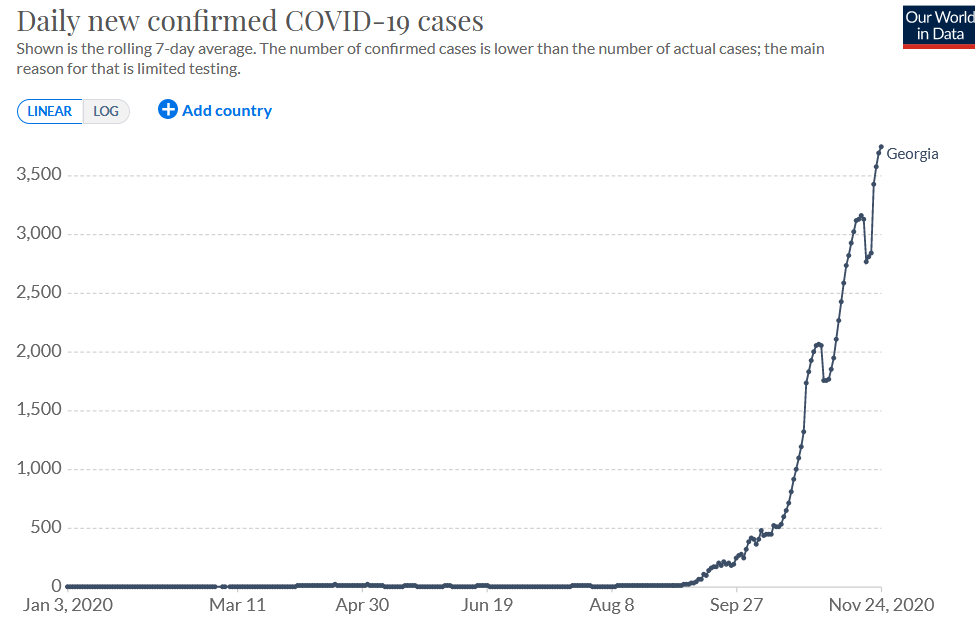 Daily new confirmed COVID-19 cases
Shown is the rolling 7-day average. The number of confirmed cases is lower than the number of actual cases; the main
reason for that is limited testing.
Our World
in Data
LINEAR LOG Add country
Georgia
3,500
3,000
2,500
2,000
1,500
1,000
500
0
Jan 3, 2020 Mar 11 Apr 30 Jun 19 Aug 8 Sep 27 Nov 24, 2020